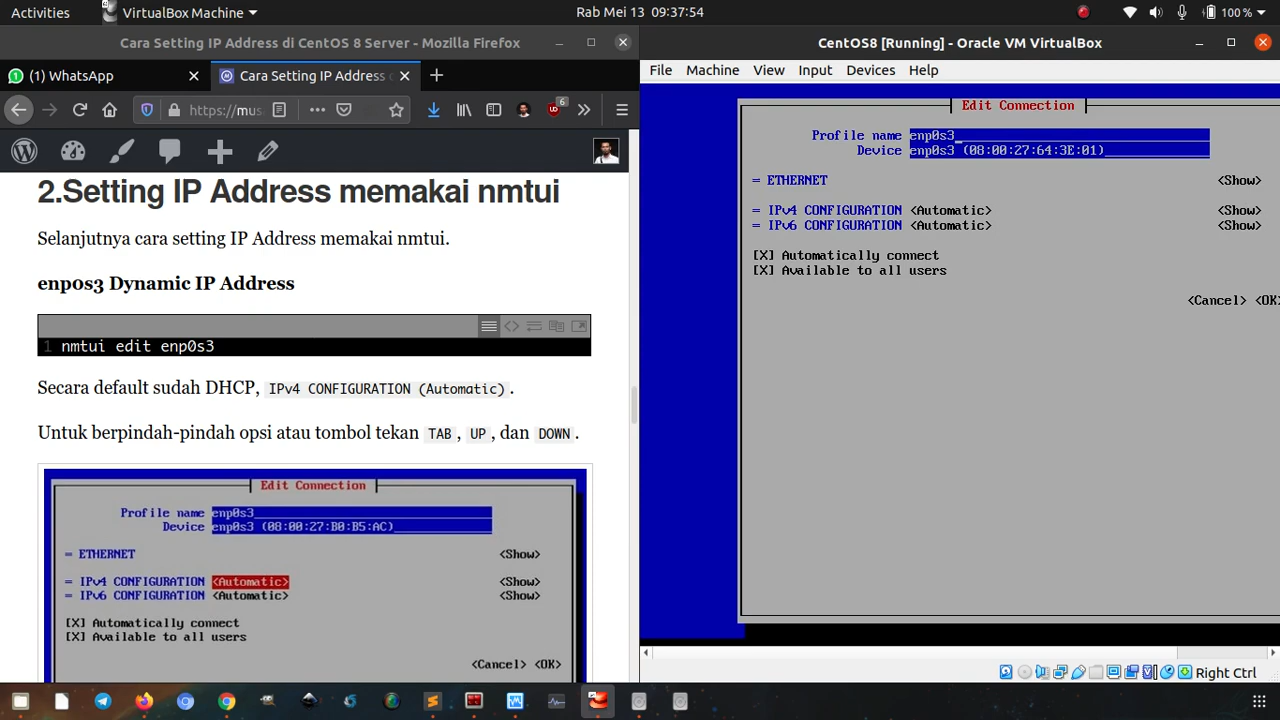 Activities
VirtualBox Machine
Rab Mei 13 09:37:54
100 %
Cara Setting IP Address di CentOS 8 Server - Mozilla Firefox
(1) WhatsApp
Cara Setting IP Address
https://mus
6
2.Setting IP Address memakai nmtui
Selanjutnya cara setting IP Address memakai nmtui.
enp0s3 Dynamic IP Address
1 nmtui edit enp0s3
Secara default sudah DHCP, IPv4 CONFIGURATION (Automatic) .
Untuk berpindah-pindah opsi atau tombol tekan TAB , UP , dan DOWN .
Edit Connection
Profile name enp0s3
Device enp0s3 (08:00:27:B0:B5:AC)
= ETHERNET <Show>
= IPv4 CONFIGURATION <Automatic> <Show>
= IPv6 CONFIGURATION <Automatic> <Show>
[X] Automatically connect
[X] Available to all users
<Cancel> <OK>
CentOS8 [Running] - Oracle VM VirtualBox
File Machine View Input Devices Help
Edit Connection
Profile name enp0s3
Device enp0s3 (08:00:27:64:3E:01)
= ETHERNET <Show>
= IPv4 CONFIGURATION <Automatic> <Show>
= IPv6 CONFIGURATION <Automatic> <Show>
[X] Automatically connect
[X] Available to all users
<Cancel> <OK>
Right Ctrl